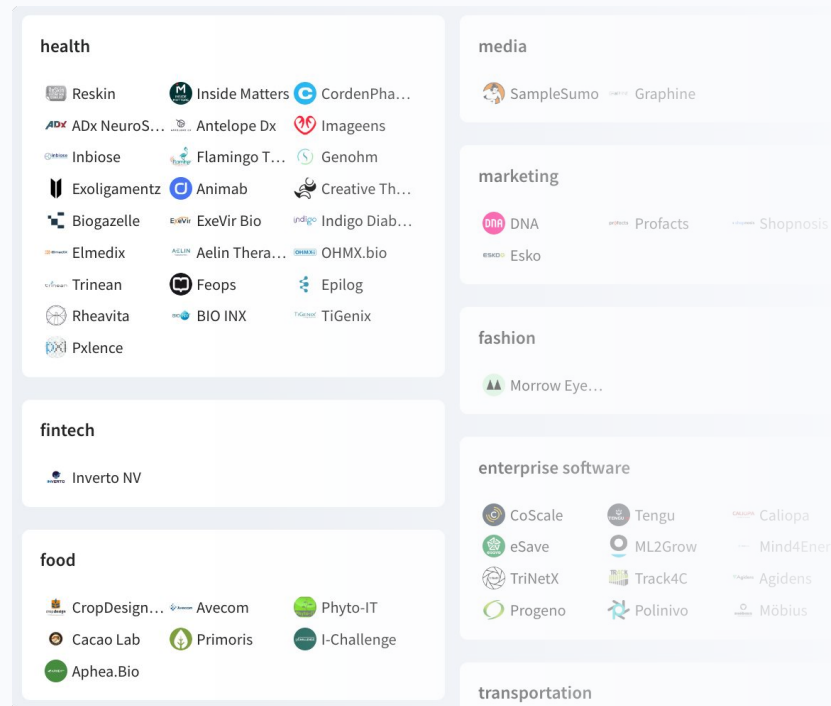 health
Reskin Inside Matters CordenPha...
ADx NeuroS... Antelope Dx Imageens
Inbiose Flamingo T... Genohm
Exoligamentz Animab Creative Th...
Biogazelle ExeVir Bio Indigo Diab...
Elmedix Aelin Thera... OHMX.bio
Trinean Feops Epilog
Rheavita BIO INX TiGenix
Pxlence
fintech
Inverto NV
food
CropDesign... Avecom Phyto-IT
Cacao Lab Primoris I-Challenge
Aphea.Bio
media
SampleSumo Graphine
marketing
DNA DNA Profacts Shopnosis
Esko
fashion
Morrow Eye...
enterprise software
CoScale Tengu Caliopa
eSave ML2Grow Mind4Ener
TriNetX Track4C Agidens
Progeno Polinivo Möbius
transportation